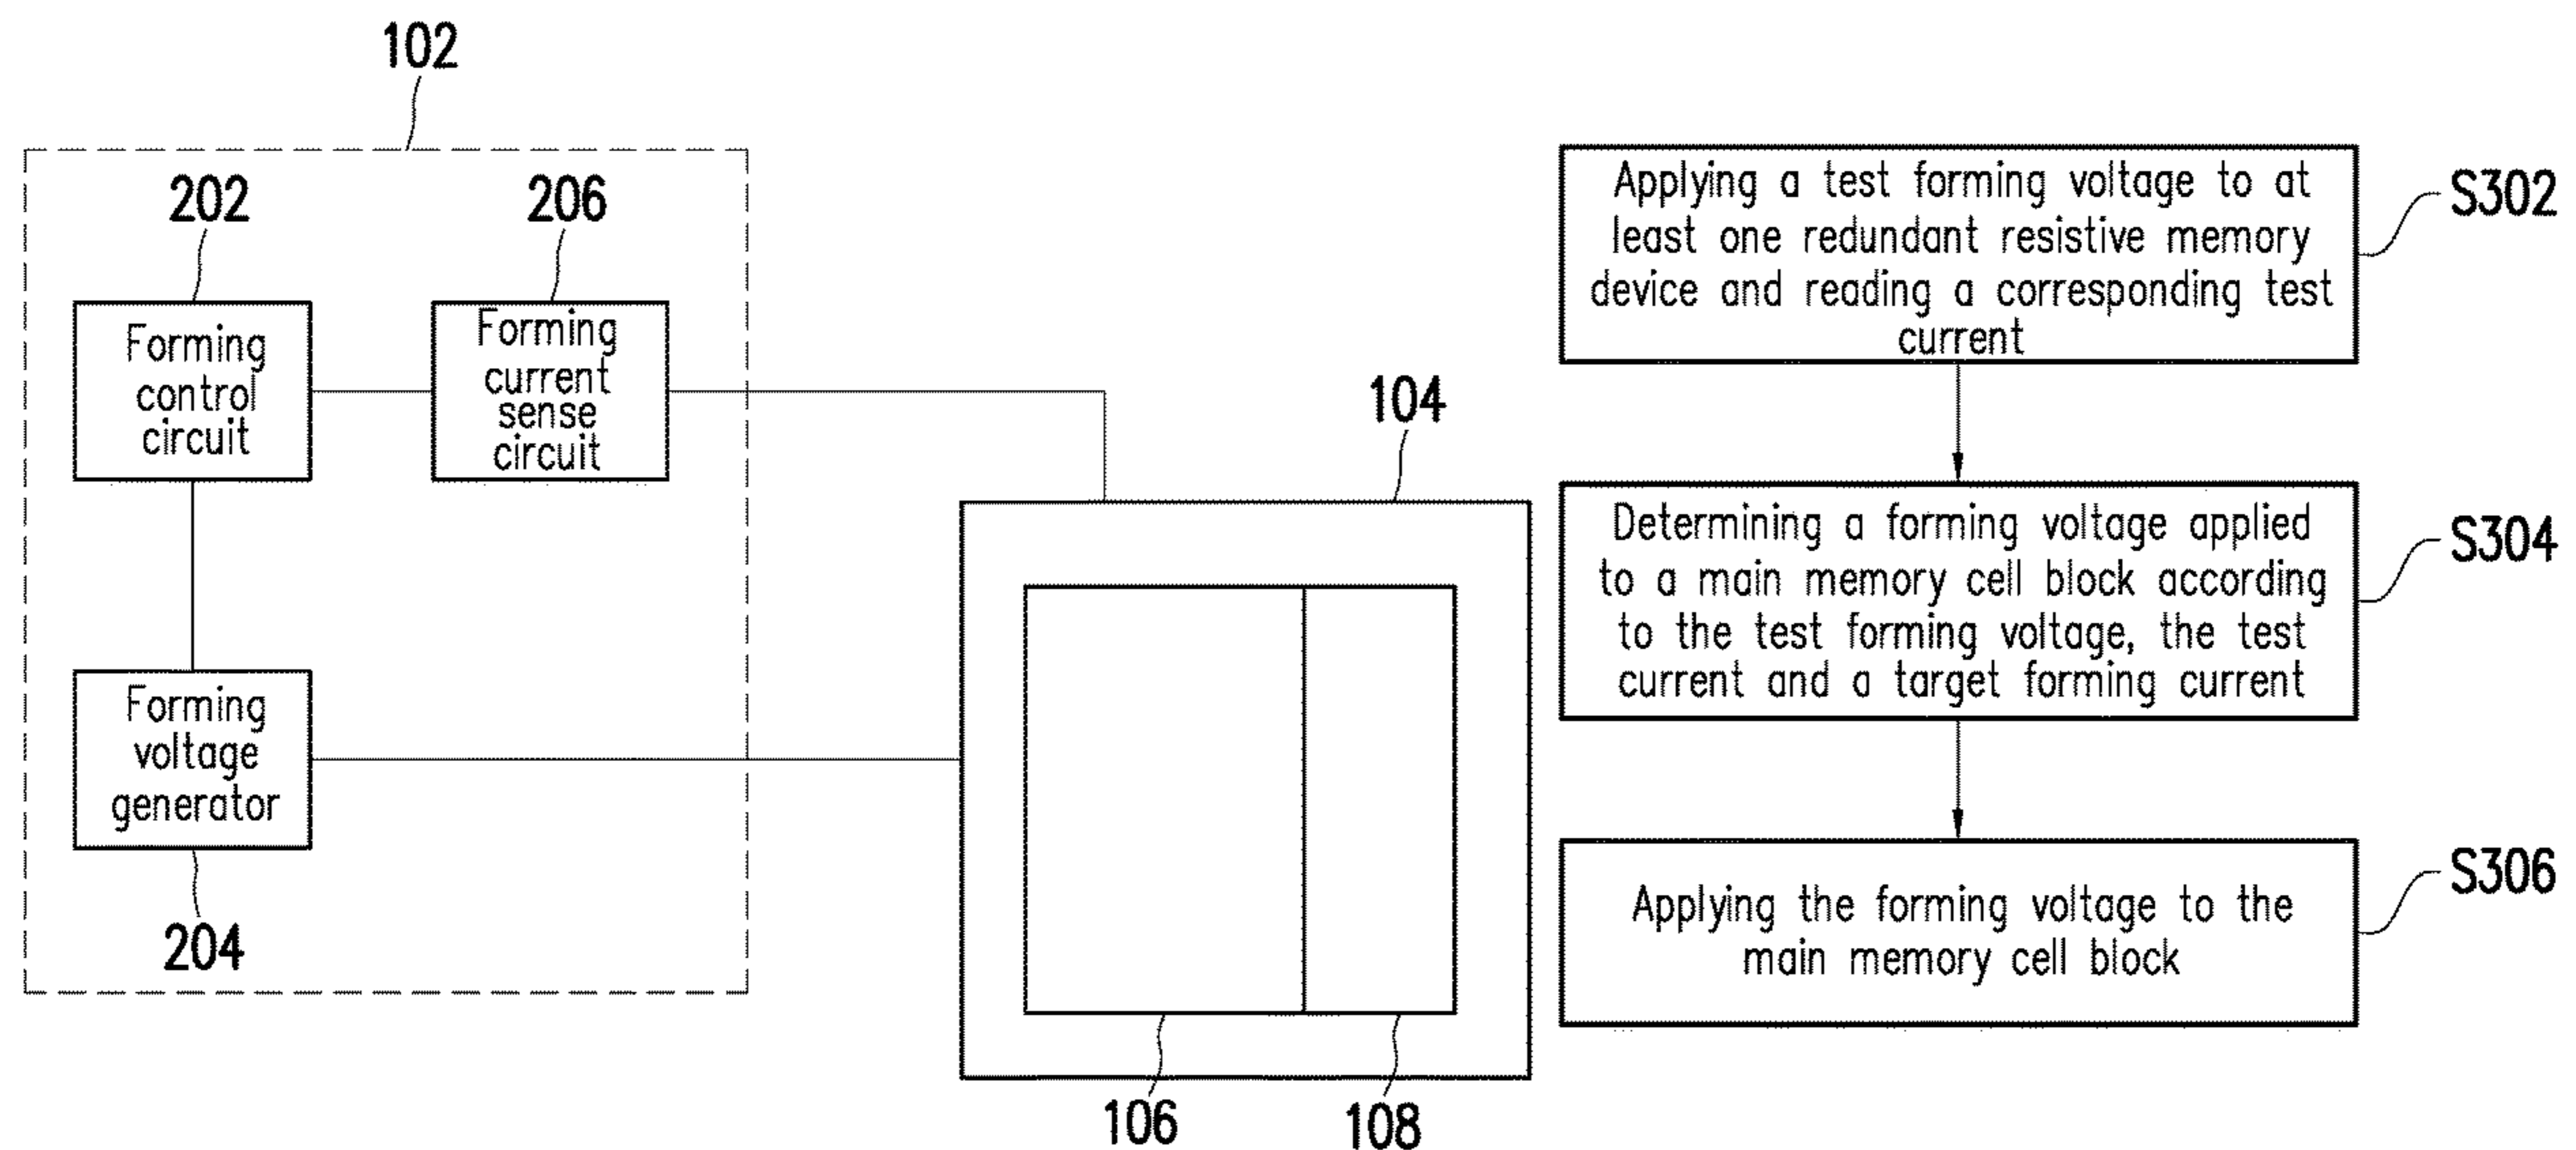 102
202
206
Forming
control
circuit
Forming
current
sense
circuit
Forming
voltage
generator
204
104
106
108
Applying a test forming voltage to at
least one redundant resistive memory
device and reading a corresponding test
current
S302
Determining a forming voltage applied
to a main memory cell block according
to the test forming voltage, the test
current and a target forming current
S304
Applying the forming voltage to the
main memory cell block
S306